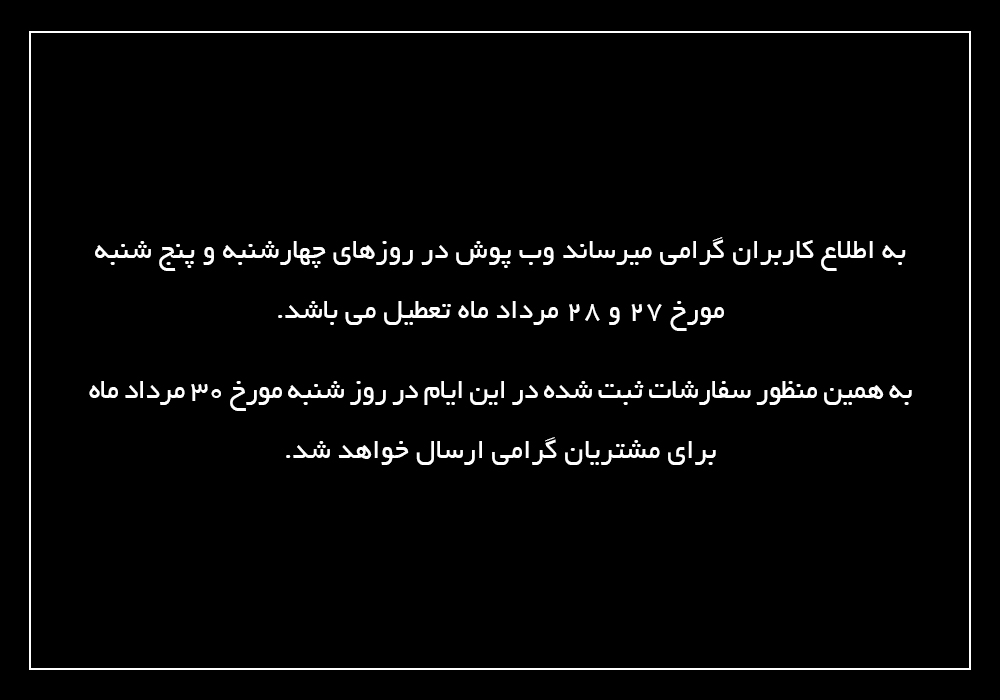 به اطلاع کاربران گرامی میرساند وب پوش در روزهای چهارشنبه و پنج شنبه
مورخ ۲۷ و ۲۸ مرداد ماه تعطیل می باشد.
به همین منظور سفارشات ثبت شده در این ایام در روز شنبه مورخ ۳۰ مرداد ماه
برای مشتریان گرامی ارسال خواهد شد.